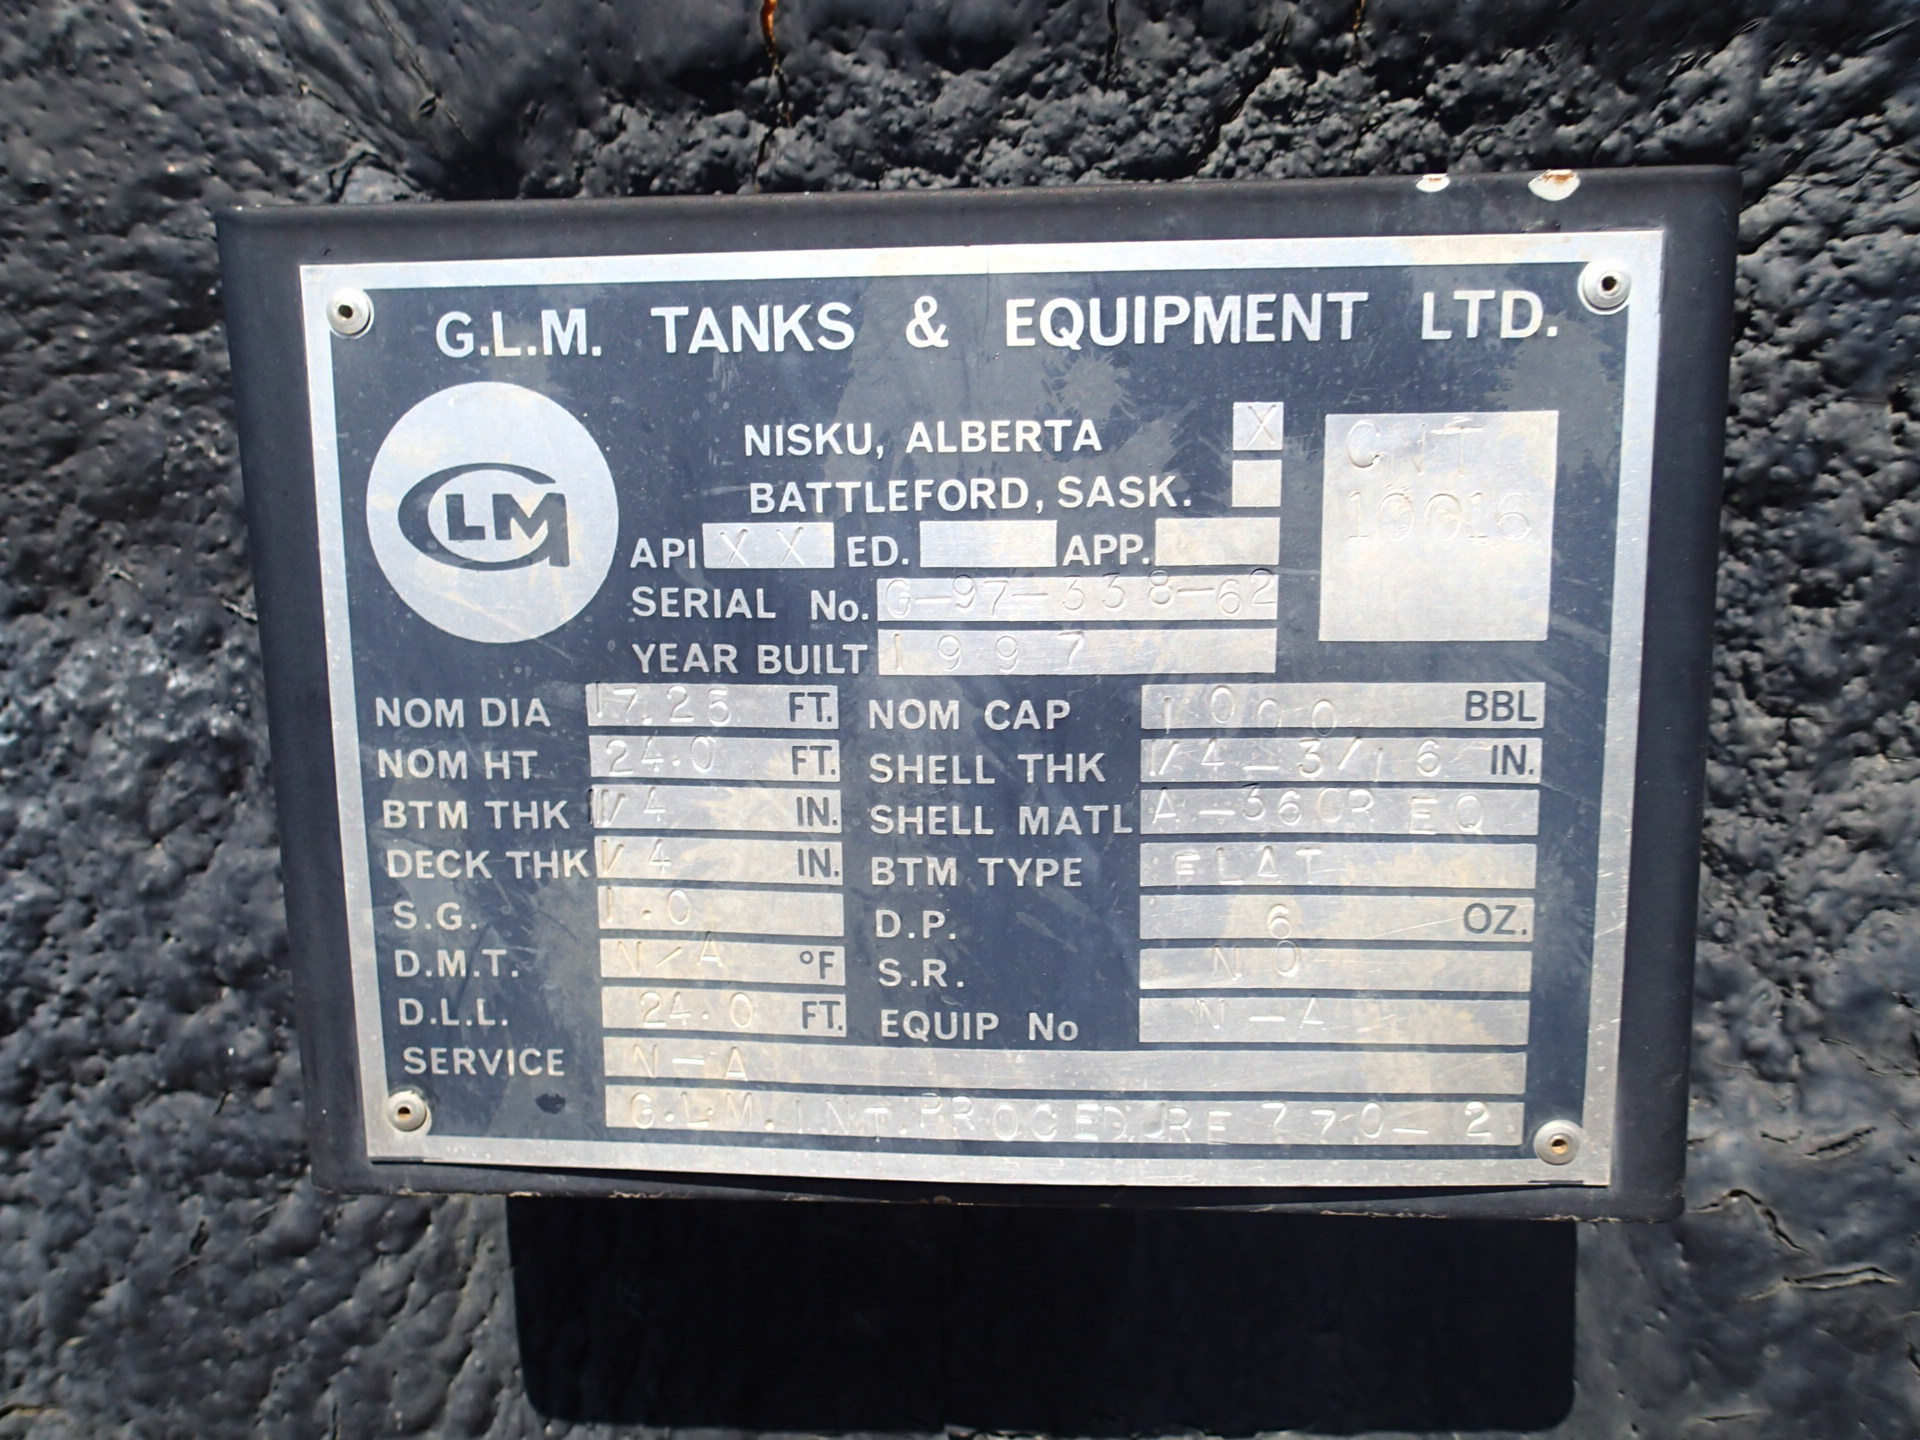 G.L.M. TANKS & EQUIPMENT LTD.
GLM
NISKU, ALBERTA X
BATTLEFORD, SASK.
CNT
10016
API XX ED. APP.
SERIAL No. G-97-338-62
YEAR BUILT 1997
NOM DIA 17.25 FT. NOM CAP 1000 BBL
NOM HT 24.0 FT. SHELL THK 1/4-3/16 IN.
BTM THK 1/4 IN. SHELL MATL A-36OR EQ
DECK THK 1/4 IN. BTM TYPE FLAT
S.G. 1.0 D.P. 6 OZ.
D.M.T. N/A °F S.R. NO
D.L.L. 24.0 FT. EQUIP No N-A
SERVICE N-A
G.L.M. INT. PROCEDURE 770-2